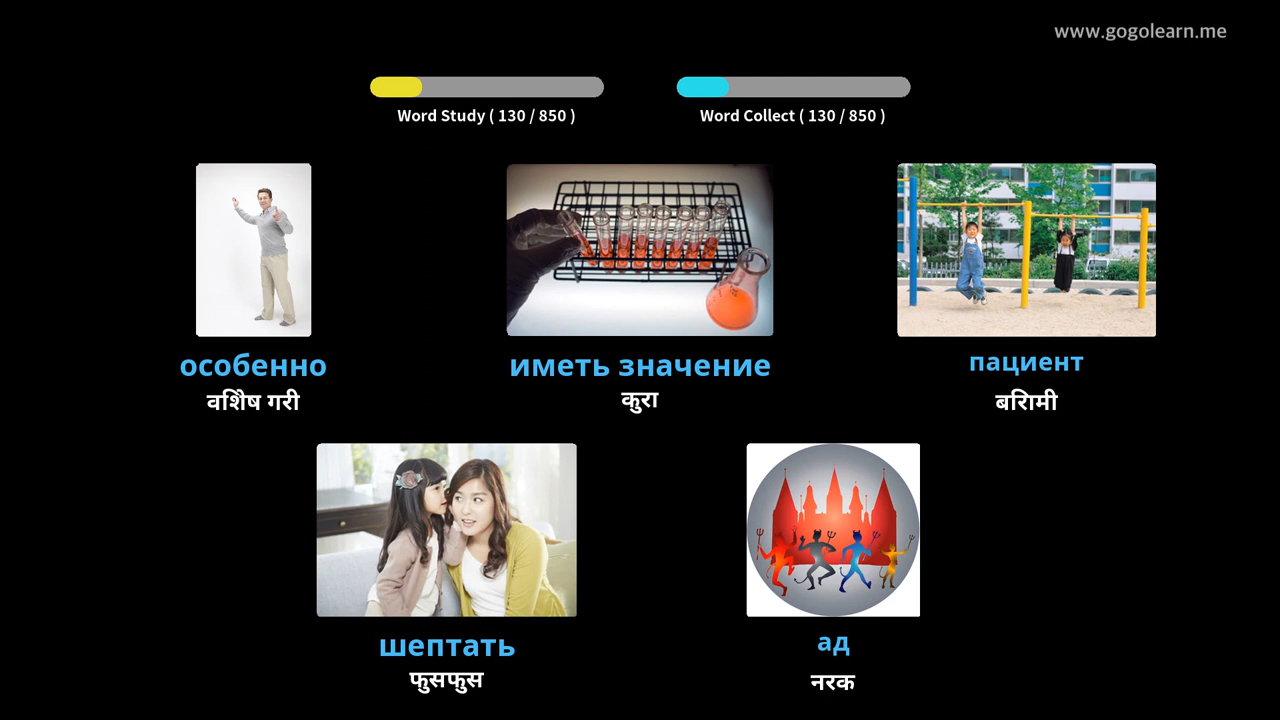 www.gogolearn.me
Word Study ( 130 / 850 )
Word Collect ( 130 / 850 )
особенно
विशेष गरी
иметь значение
कुरा
пациент
बिरामी
шептать
फुसफुस
ад
नरक